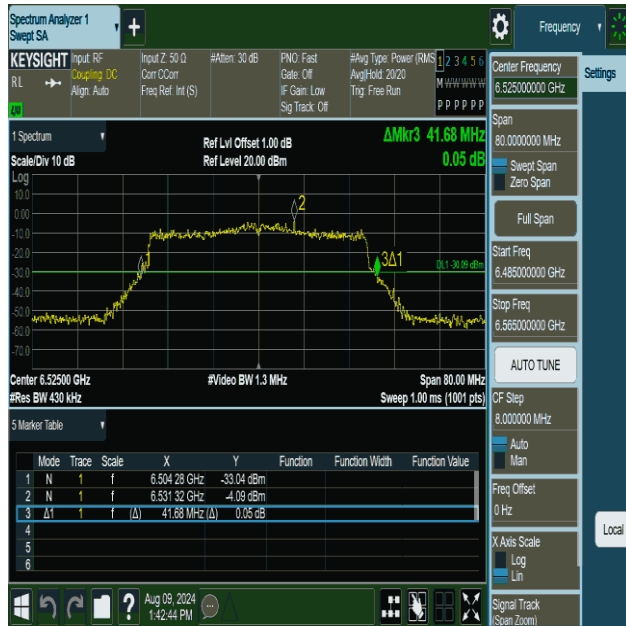 Spectrum Analyzer 1
Swept SA
+
Frequency
KEYSIGHT
RL
Input: RF
Coupling: DC
Align: Auto
Input Z: 50 Ω
Corr CCorr
Freq Ref: Int (S)
#Atten: 30 dB
PNO: Fast
Gate: Off
IF Gain: Low
Sig Track: Off
#Avg Type: Power (RMS
Avg|Hold: 20/20
Trig: Free Run
1 2 3 4 5 6
M W W W W W
P P P P P P
Center Frequency
6.525000000 GHz
Settings
Span
80.0000000 MHz
Swept Span
Zero Span
Full Span
Start Freq
6.485000000 GHz
Stop Freq
6.565000000 GHz
AUTO TUNE
CF Step
8.000000 MHz
Auto
Man
Freq Offset
0 Hz
X Axis Scale
Log
Lin
Local
Signal Track
(Span Zoom)
1 Spectrum
Scale/Div 10 dB
Ref Lvl Offset 1.00 dB
Ref Level 20.00 dBm
ΔMkr3 41.68 MHz
0.05 dB
Log
10.0
0.00
-10.0
-20.0
-30.0
-40.0
-50.0
-60.0
-70.0
1
2
3Δ1
DL1 -30.09 dBm
Center 6.52500 GHz
#Video BW 1.3 MHz
Span 80.00 MHz
#Res BW 430 kHz
Sweep 1.00 ms (1001 pts)
5 Marker Table
Mode Trace Scale X Y Function Function Width Function Value
1 N 1 f 6.504 28 GHz -33.04 dBm
2 N 1 f 6.531 32 GHz -4.09 dBm
3 Δ1 1 f (Δ) 41.68 MHz (Δ) 0.05 dB
4
5
6
?
Aug 09, 2024
1:42:44 PM